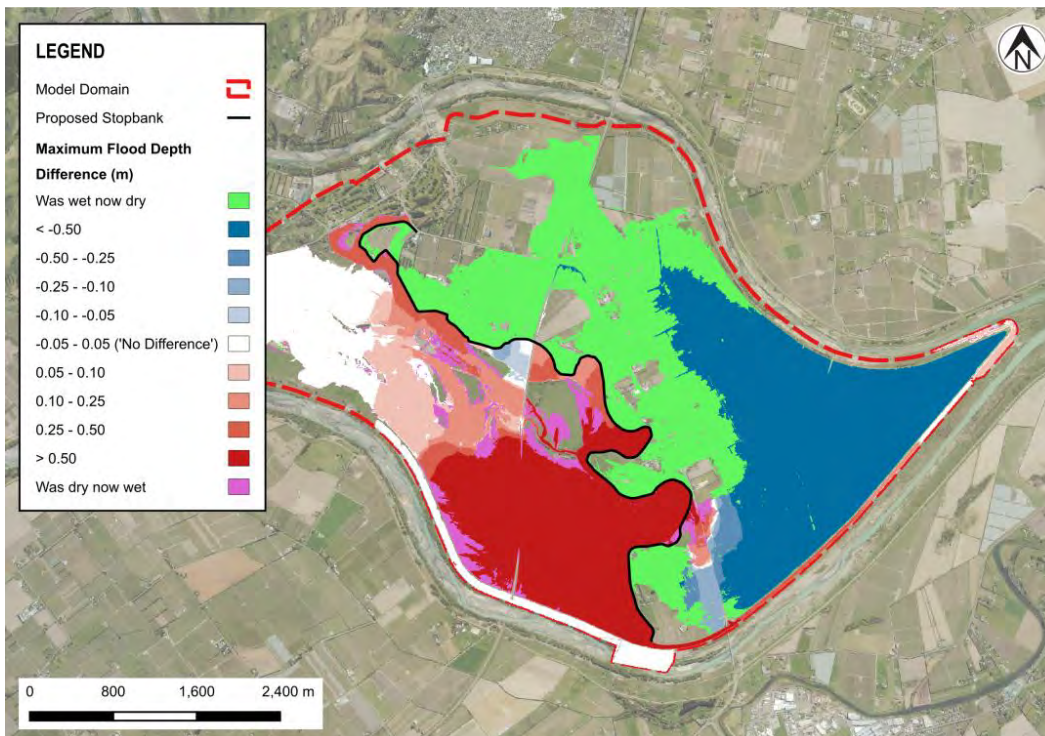 LEGEND
Model Domain
Proposed Stopbank
Maximum Flood Depth
Difference (m)
Was wet now dry
< -0.50
-0.50 - -0.25
-0.25 - -0.10
-0.10 - -0.05
-0.05 - 0.05 ('No Difference')
0.05 - 0.10
0.10 - 0.25
0.25 - 0.50
> 0.50
Was dry now wet
N
0 800 1,600 2,400 m